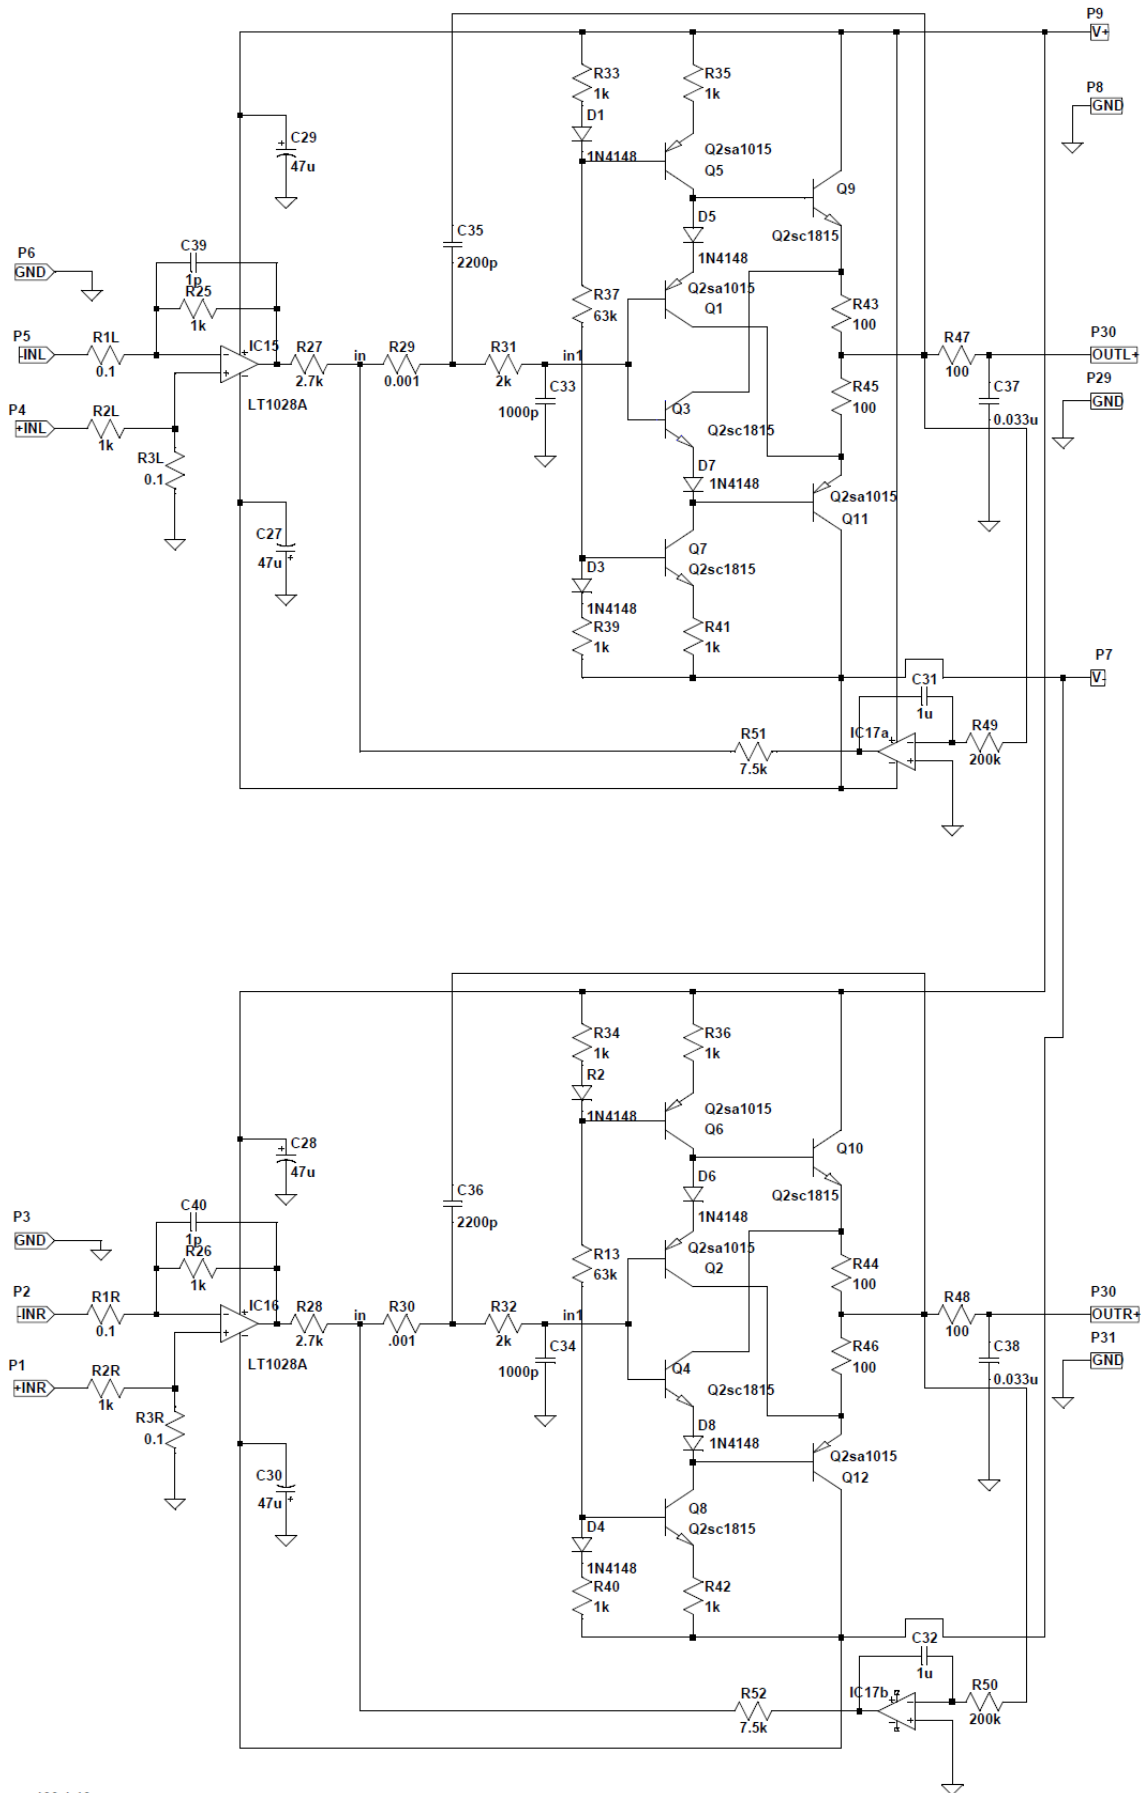 P9
V+
P8
GND
R33
1k
R35
1k
D1
1N4148
Q2sa1015
Q5
C29
47u
Q9
Q2sc1815
D5
1N4148
C35
2200p
P6
GND
C39
1p
R25
1k
Q2sa1015
Q1
R37
63k
R43
100
P5
-INL
R1L
0.1
IC15
LT1028A
R27
2.7k
in
R29
0.001
R31
2k
in1
C33
1000p
R47
100
P30
OUTL+
P29
GND
C37
0.033u
R45
100
P4
+INL
R2L
1k
R3L
0.1
Q3
Q2sc1815
D7
1N4148
Q2sa1015
Q11
C27
47u
Q7
Q2sc1815
D3
1N4148
R39
1k
R41
1k
P7
V-
C31
1u
IC17a
R49
200k
R51
7.5k
R34
1k
R36
1k
R2
1N4148
Q2sa1015
Q6
C28
47u
Q10
Q2sc1815
D6
1N4148
C36
2200p
P3
GND
C40
1p
R26
1k
Q2sa1015
Q2
R13
63k
R44
100
P2
-INR
R1R
0.1
IC16
LT1028A
R28
2.7k
in
R30
.001
R32
2k
in1
C34
1000p
R48
100
P30
OUTR+
P31
GND
C38
0.033u
R46
100
P1
+INR
R2R
1k
R3R
0.1
Q4
Q2sc1815
D8
1N4148
Q2sa1015
Q12
C30
47u
Q8
Q2sc1815
D4
1N4148
R40
1k
R42
1k
C32
1u
IC17b
R50
200k
R52
7.5k